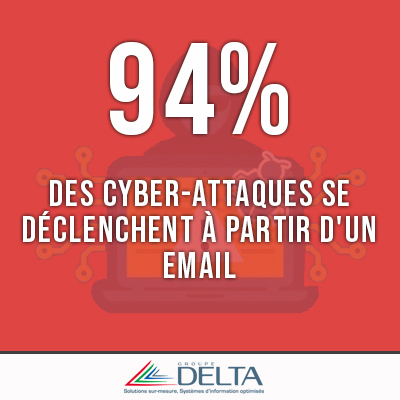 94%
DES CYBER-ATTAQUES SE
DÉCLENCHENT À PARTIR D'UN
EMAIL
GROUPE
DELTA
Solutions sur-mesure, Systèmes d'information optimisés